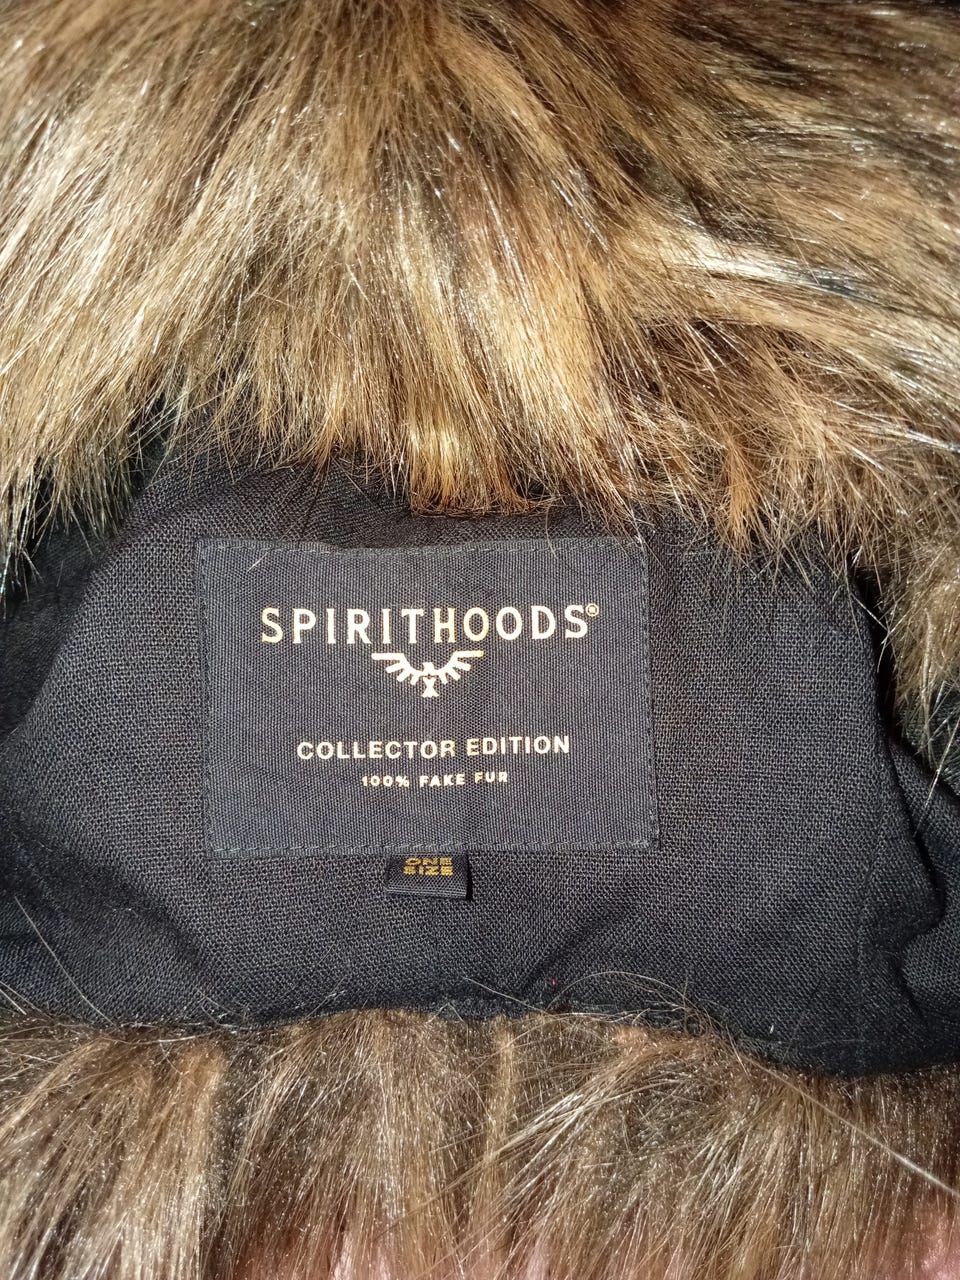 SPIRITHOODS®
COLLECTOR EDITION
100% FAKE FUR
ONE
SIZE